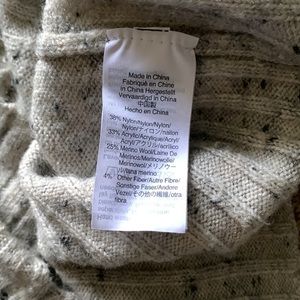 Made in China
Fabriqué en Chine
in China Hergestellt
Vervaardigd in China
中国製
Hecho en China
38% Nylon/Nylon/Nylon/
Nylon/ナイロン/nailon
33% Acrylic/Acrylique/Acryl/
Acryl/アクリル/acrílico
25% Merino Wool/Laine De
Merinos/Merinowolle/
Merinowol/メリノウー
ル/lana merino
4% Other Fiber/Autre Fibre/
Sonstige Faser/Andere
Vezel/その他の繊維/otra
fibra